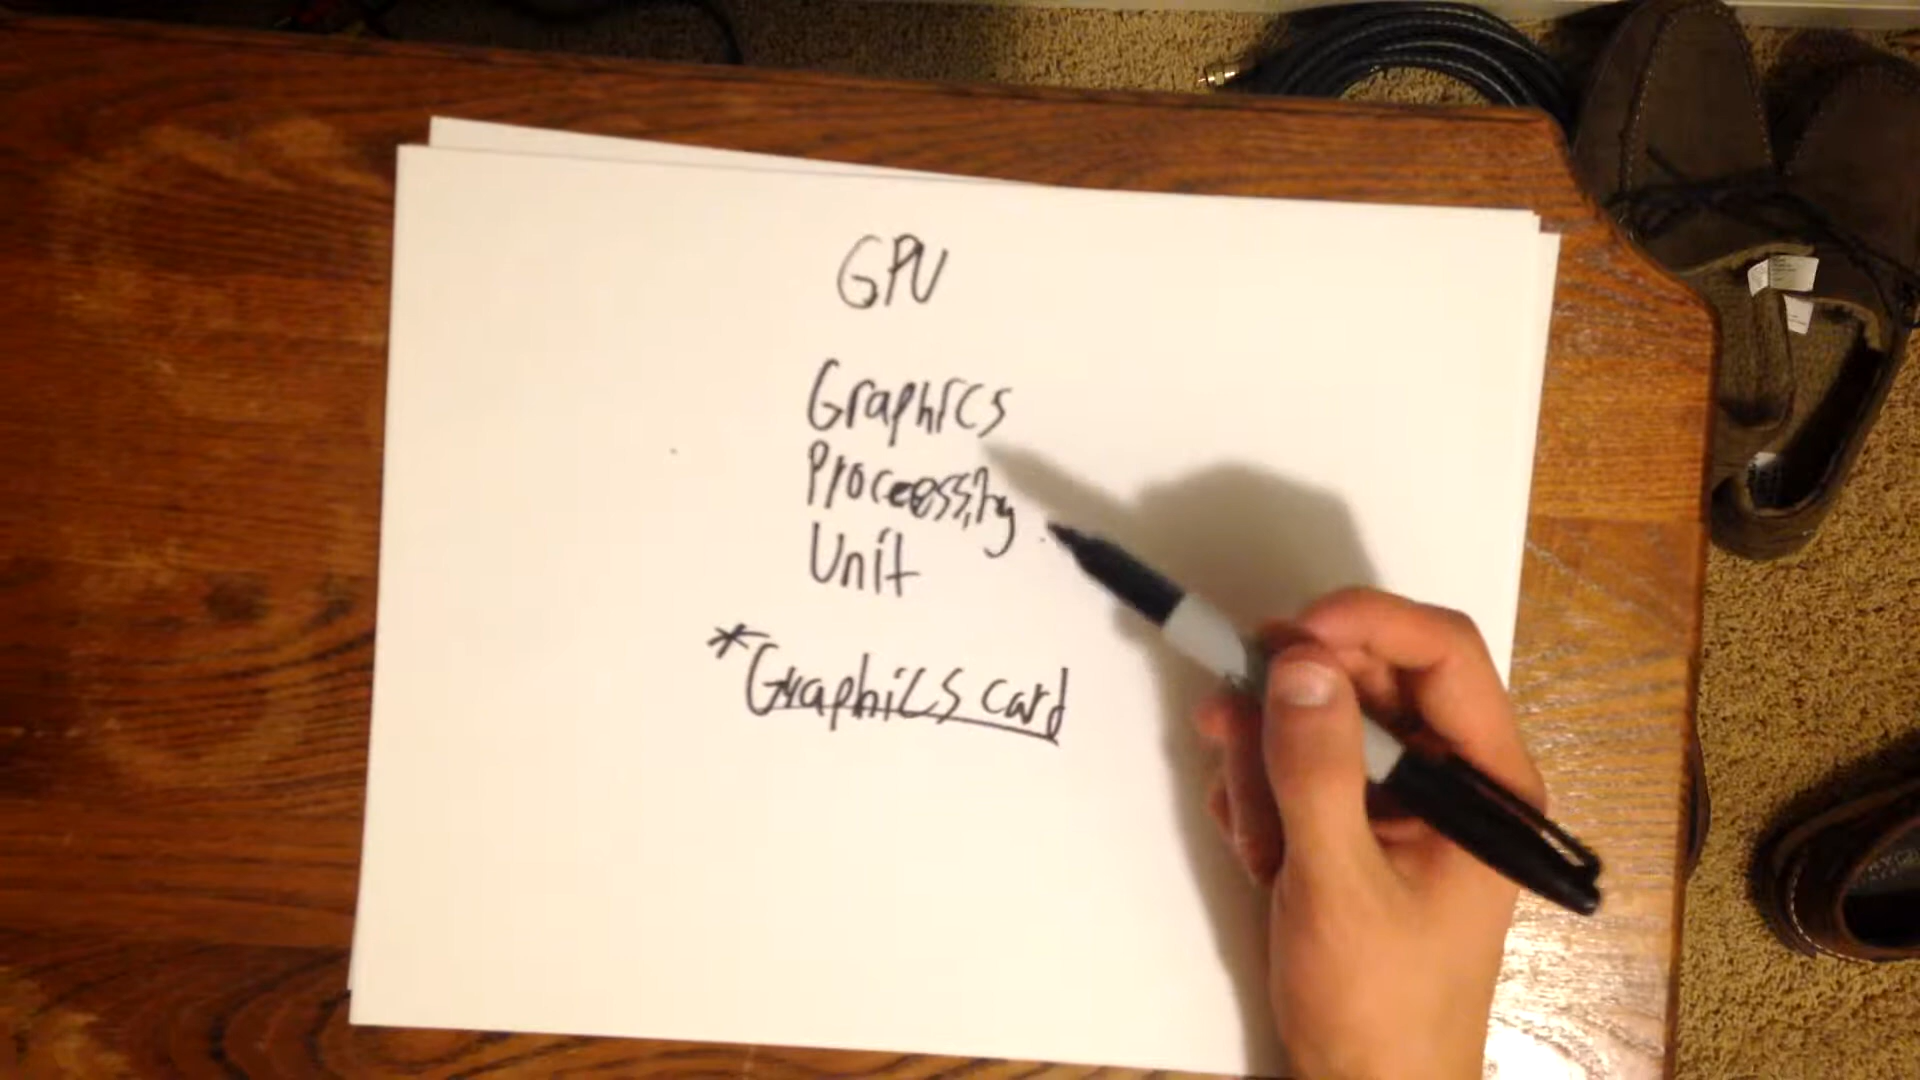 GPU
Graphics
Processing
Unit
*Graphics card